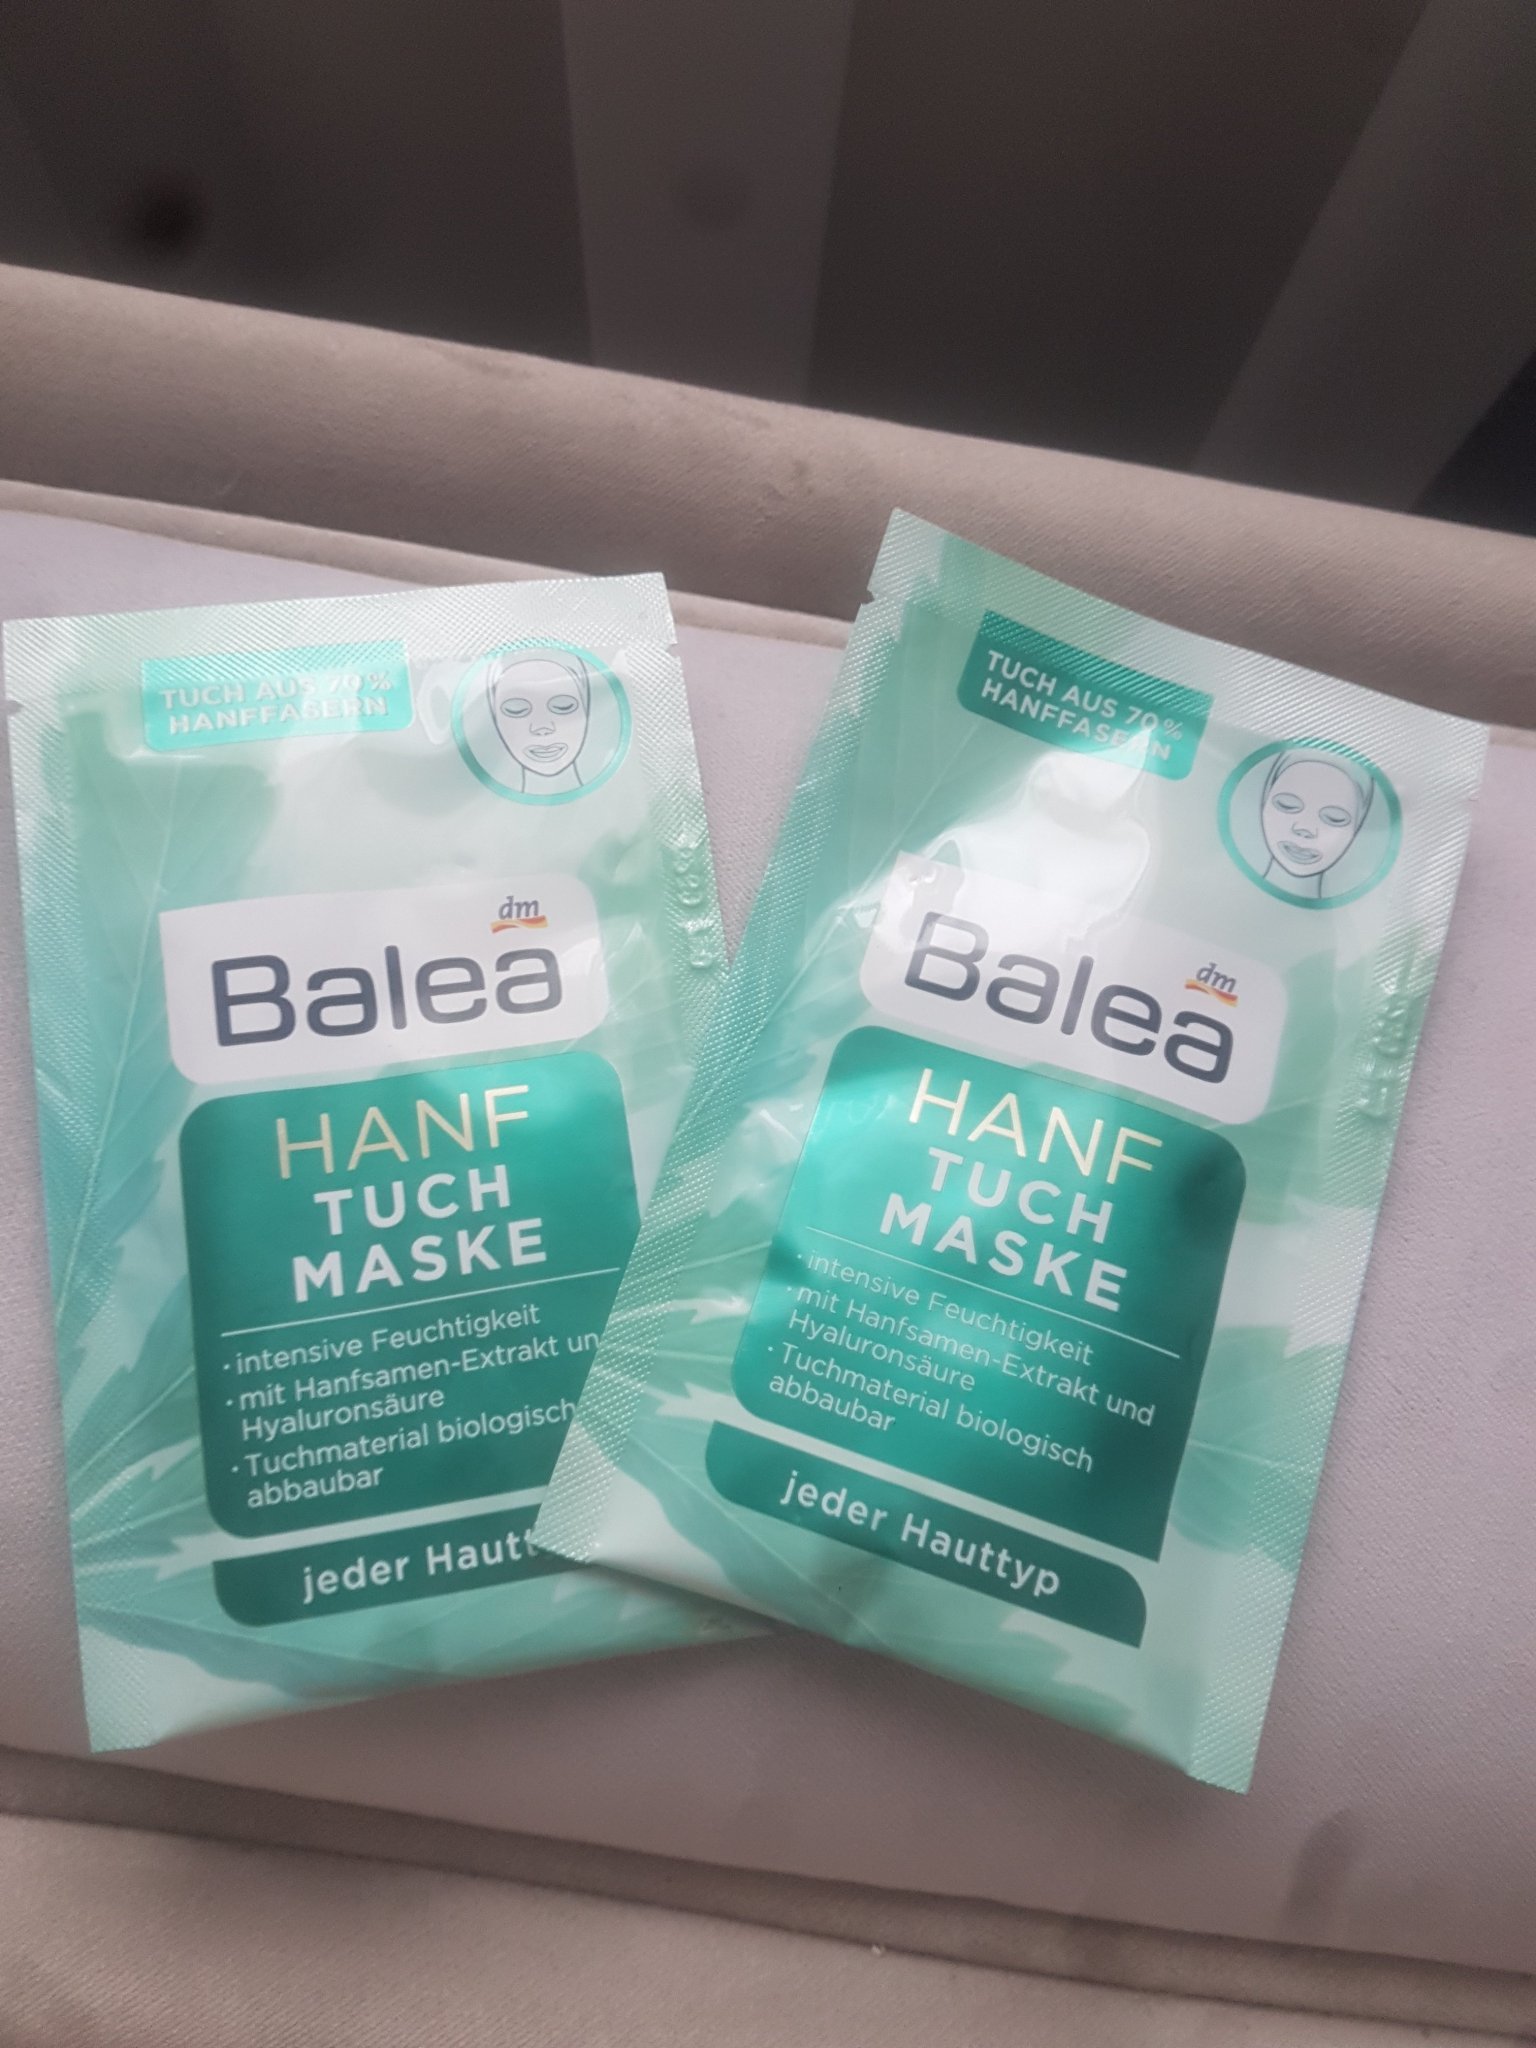 TUCH AUS 70%
HANFFASERN
dm
Balea
HANF
TUCH
MASKE
· intensive Feuchtigkeit
· mit Hanfsamen-Extrakt un
Hyaluronsäure
· Tuchmaterial biologisch
abbaubar
jeder Hautt
TUCH AUS 70%
HANFFASERN
dm
Balea
HANF
TUCH
MASKE
· intensive Feuchtigkeit
· mit Hanfsamen-Extrakt und
Hyaluronsäure
· Tuchmaterial biologisch
abbaubar
jeder Hauttyp